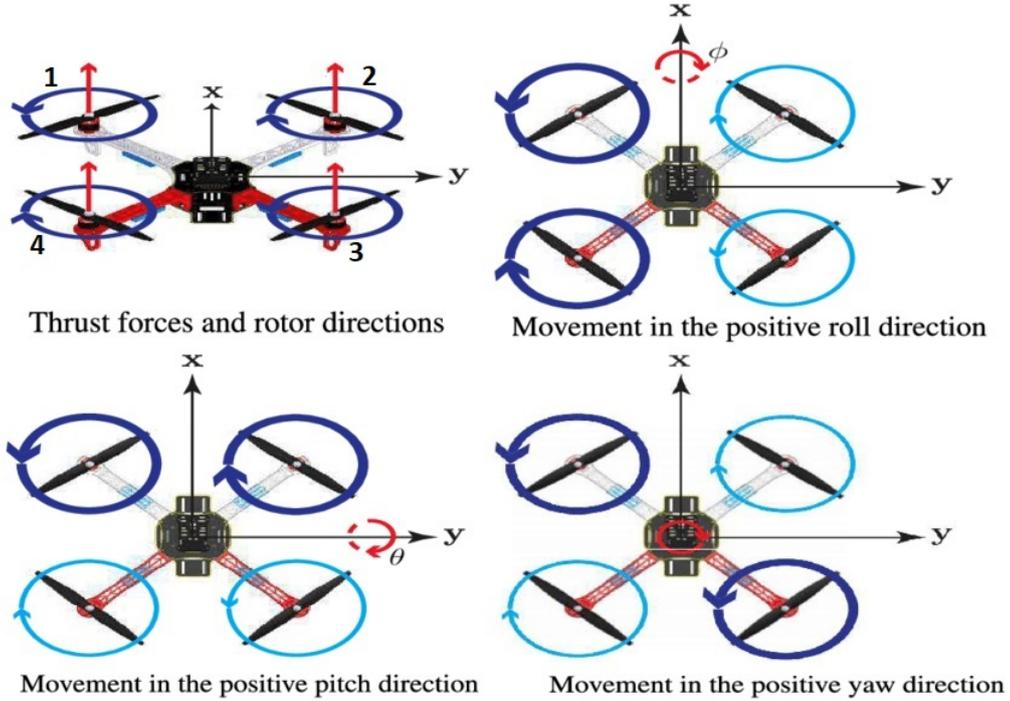 1
2
x
y
4
3
Thrust forces and rotor directions
x
ϕ
y
Movement in the positive roll direction
x
y
θ
Movement in the positive pitch direction
x
y
Movement in the positive yaw direction